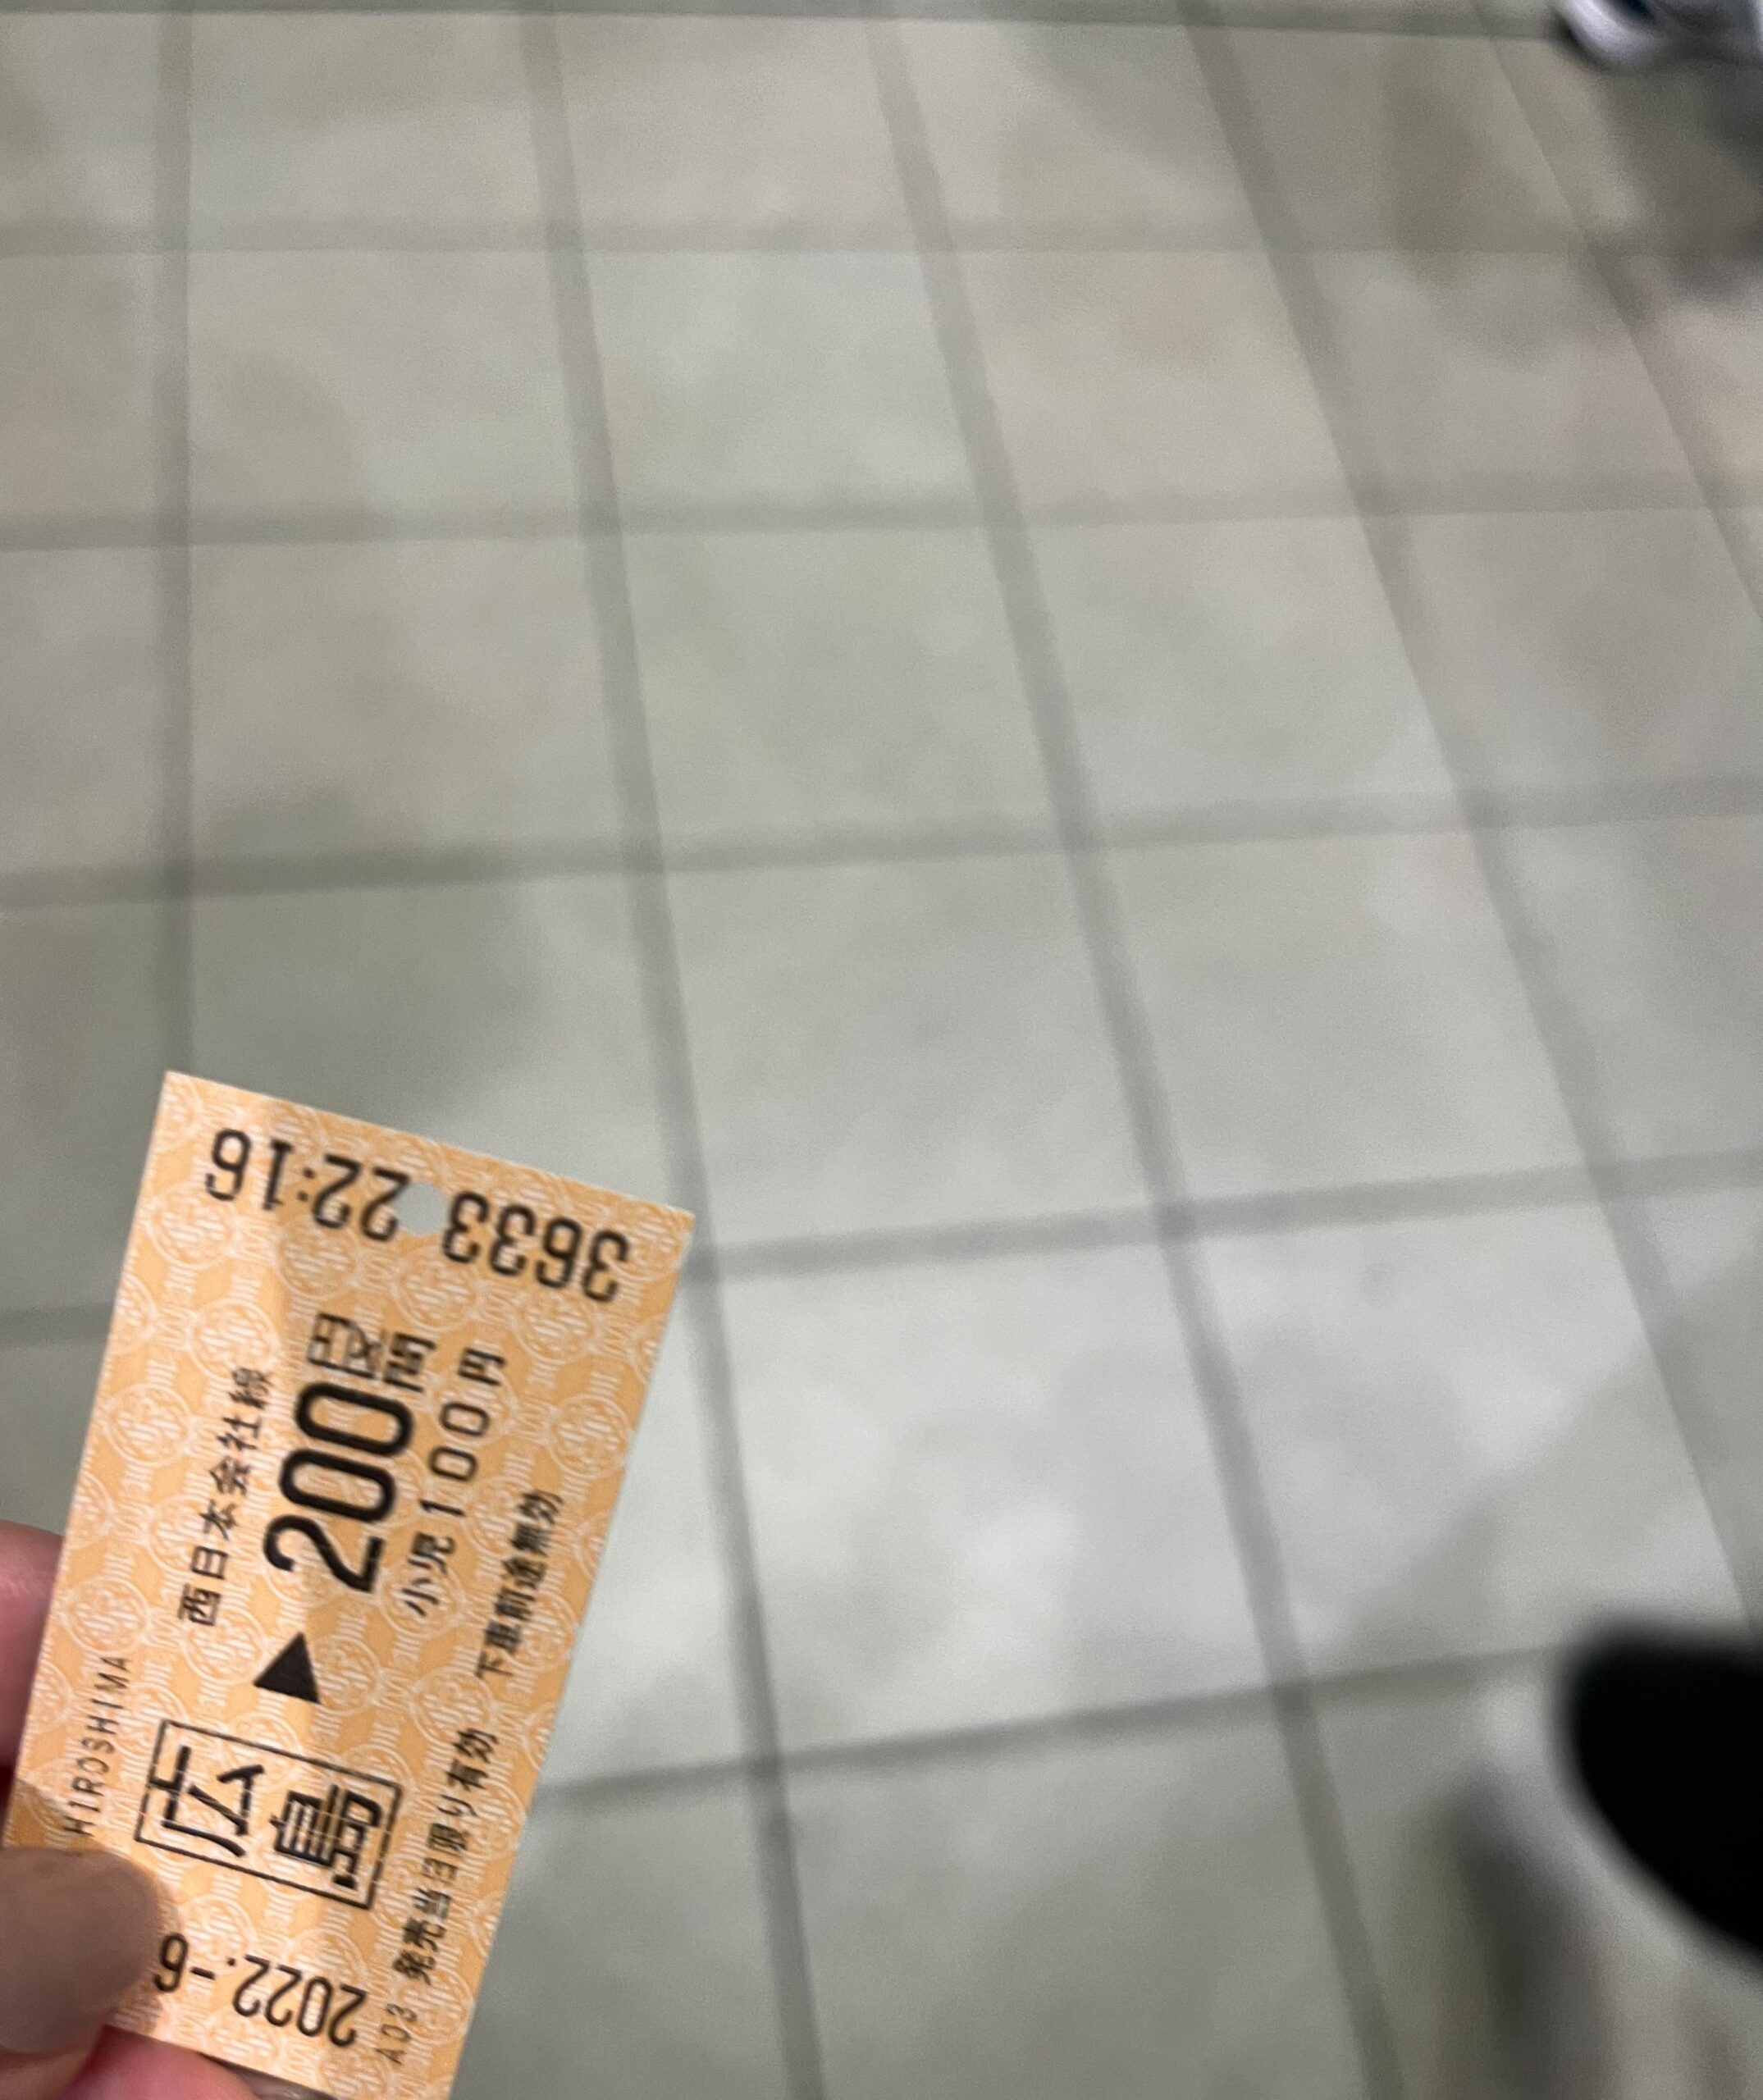 HIROSHIMA
西日本会社線
広島▶200円区間
小児100円
発売当日限り有効 下車前途無効
2022.-6
3633 22:16
A03